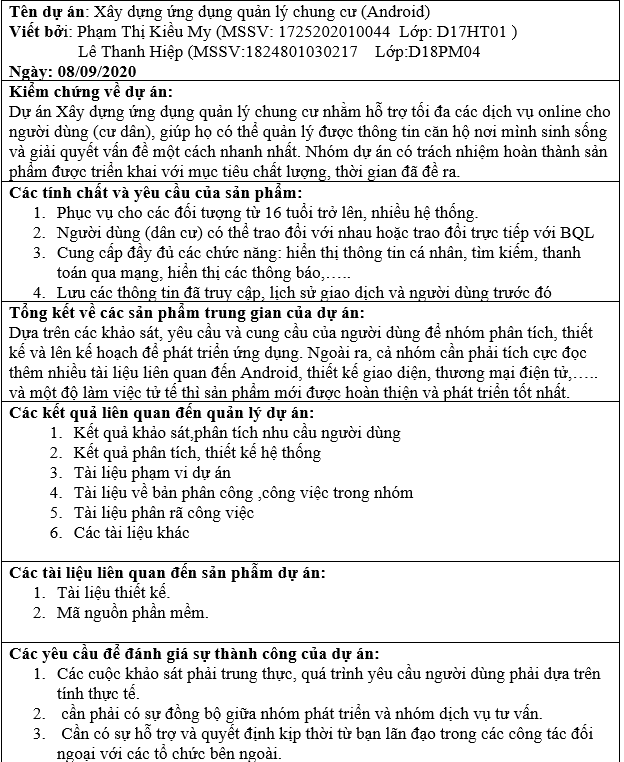 Tên dự án: Xây dựng ứng dụng quản lý chung cư (Android)
Viết bởi: Phạm Thị Kiều My (MSSV: 1725202010044 Lớp: D17HT01 )
Lê Thanh Hiệp (MSSV:1824801030217 Lớp:D18PM04
Ngày: 08/09/2020
Kiểm chứng về dự án:
Dự án Xây dựng ứng dụng quản lý chung cư nhằm hỗ trợ tối đa các dịch vụ online cho
người dùng (cư dân), giúp họ có thể quản lý được thông tin căn hộ nơi mình sinh sống
và giải quyết vấn đề một cách nhanh nhất. Nhóm dự án có trách nhiệm hoàn thành sản
phẩm được triển khai với mục tiêu chất lượng, thời gian đã đề ra.
Các tính chất và yêu cầu của sản phẩm:
1. Phục vụ cho các đối tượng từ 16 tuổi trở lên, nhiều hệ thống.
2. Người dùng (dân cư) có thể trao đổi với nhau hoặc trao đổi trực tiếp với BQL
3. Cung cấp đầy đủ các chức năng: hiển thị thông tin cá nhân, tìm kiếm, thanh
toán qua mạng, hiển thị các thông báo,…..
4. Lưu các thông tin đã truy cập, lịch sử giao dịch và người dùng trước đó
Tổng kết về các sản phẩm trung gian của dự án:
Dựa trên các khảo sát, yêu cầu và cung cầu của người dùng để nhóm phân tích, thiết
kế và lên kế hoạch để phát triển ứng dụng. Ngoài ra, cả nhóm cần phải tích cực đọc
thêm nhiều tài liệu liên quan đến Android, thiết kế giao diện, thương mại điện tử,…..
và một độ làm việc tử tế thì sản phẩm mới được hoàn thiện và phát triển tốt nhất.
Các kết quả liên quan đến quản lý dự án:
1. Kết quả khảo sát,phân tích nhu cầu người dùng
2. Kết quả phân tích, thiết kế hệ thống
3. Tài liệu phạm vi dự án
4. Tài liệu về bản phân công ,công việc trong nhóm
5. Tài liệu phân rã công việc
6. Các tài liệu khác
Các tài liệu liên quan đến sản phẩm dự án:
1. Tài liệu thiết kế.
2. Mã nguồn phần mềm.
Các yêu cầu để đánh giá sự thành công của dự án:
1. Các cuộc khảo sát phải trung thực, quá trình yêu cầu người dùng phải dựa trên
tính thực tế.
2. cần phải có sự đồng bộ giữa nhóm phát triển và nhóm dịch vụ tư vấn.
3. Cần có sự hỗ trợ và quyết định kịp thời từ bạn lãn đạo trong các công tác đối
ngoại với các tổ chức bên ngoài.